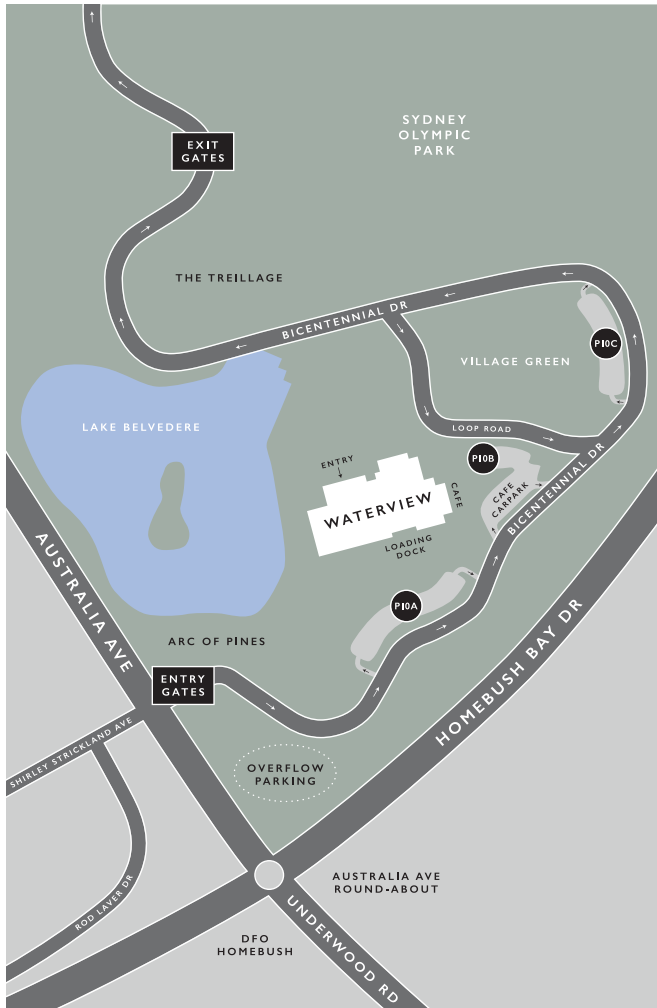 SYDNEY
OLYMPIC
PARK
EXIT
GATES
THE TREILLAGE
BICENTENNIAL DR
P10C
VILLAGE GREEN
LAKE BELVEDERE
LOOP ROAD
ENTRY
P10B
CAFE
CARPARK
BICENTENNIAL DR
WATERVIEW
CAFE
LOADING
DOCK
AUSTRALIA AVE
P10A
ARC OF PINES
HOMEBUSH BAY DR
ENTRY
GATES
SHIRLEY STRICKLAND AVE
OVERFLOW
PARKING
ROD LAVER DR
AUSTRALIA AVE
ROUND-ABOUT
UNDERWOOD RD
DFO
HOMEBUSH